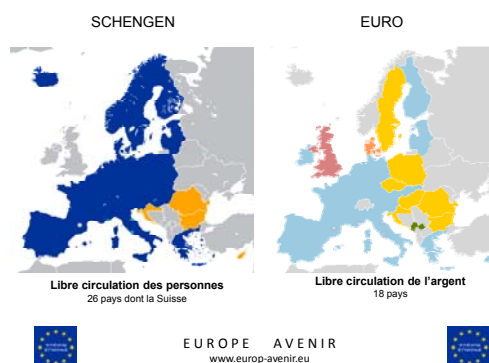 SCHENGEN
EURO
Libre circulation des personnes
26 pays dont la Suisse
Libre circulation de l'argent
18 pays
EUROPE AVENIR
www.europ-avenir.eu